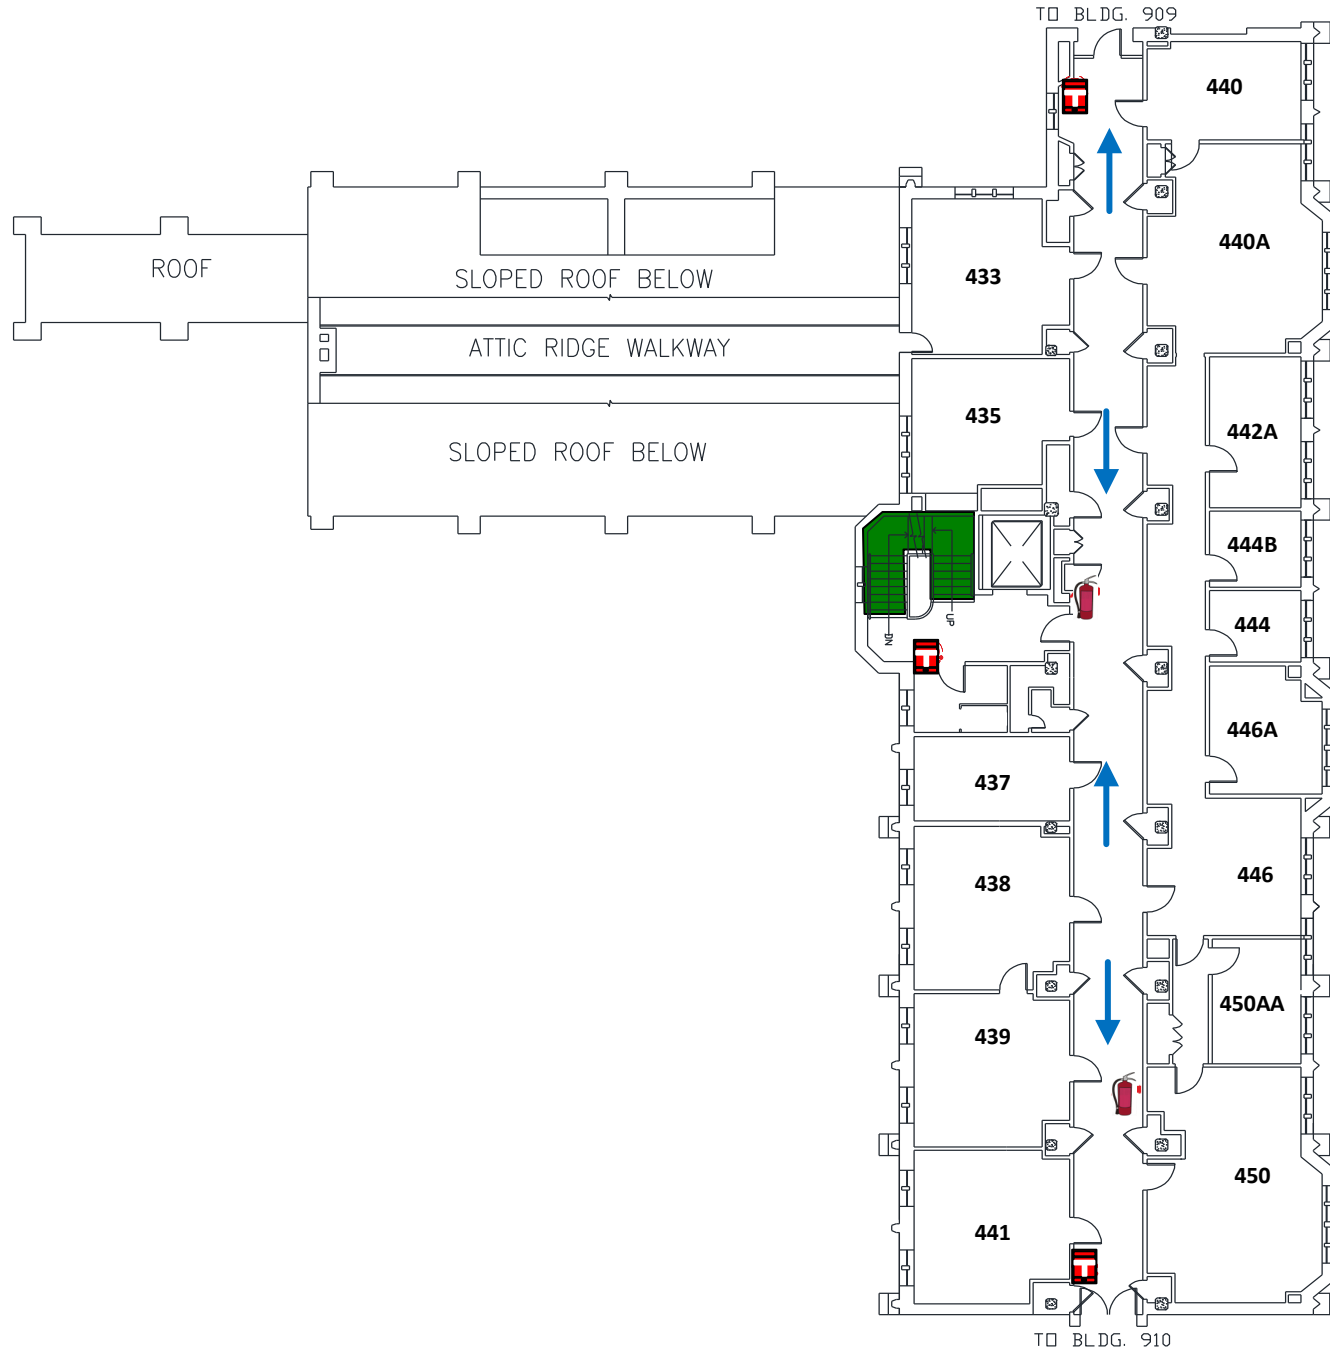 TO BLDG. 909
440
ROOF
SLOPED ROOF BELOW
433
440A
ATTIC RIDGE WALKWAY
435
442A
SLOPED ROOF BELOW
444B
UP
DN
444
446A
437
438
446
439
450AA
450
441
TO BLDG. 910